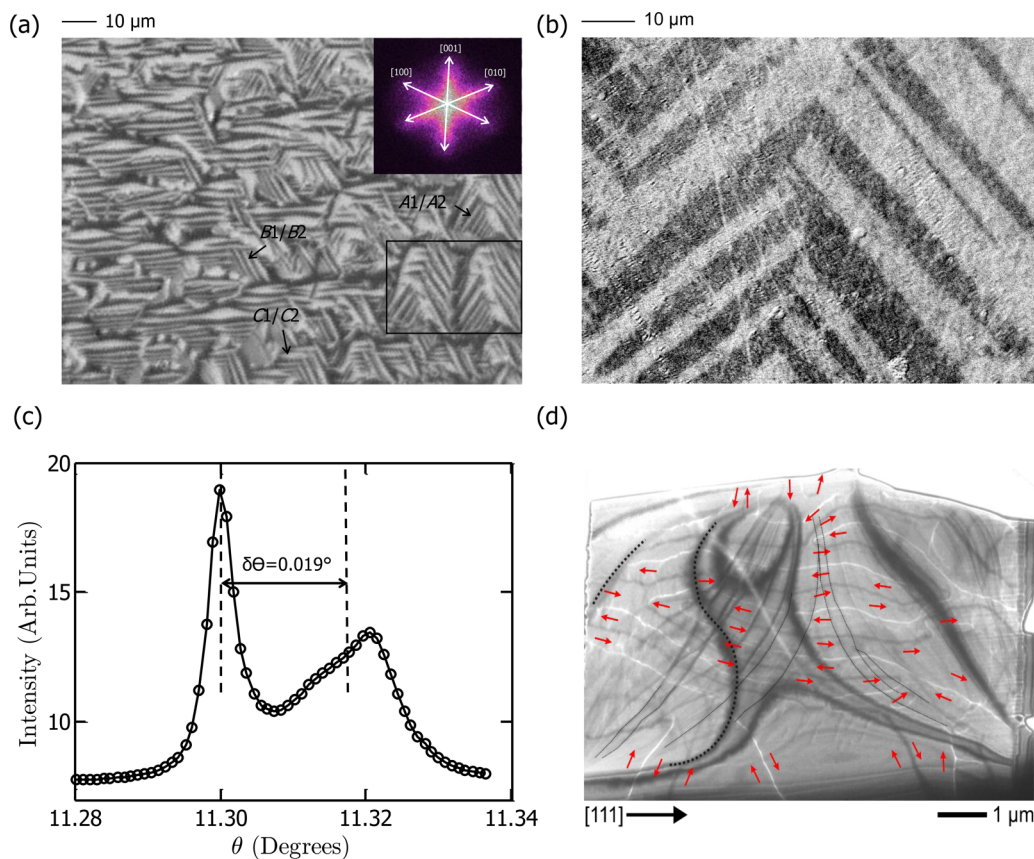 (a)
10 μm
[001]
[100]
[010]
A1/A2
B1/B2
C1/C2
(b)
10 μm
(c)
20
15
10
Intensity (Arb. Units)
δΘ=0.019°
11.28
11.30
11.32
11.34
θ (Degrees)
(d)
[111]
1 μm